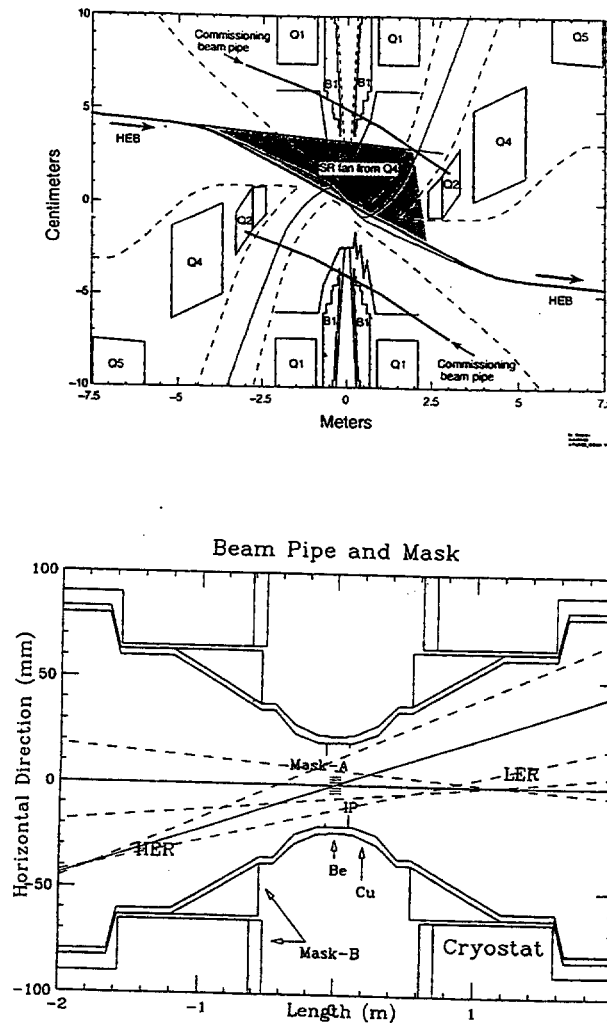 10
5
0
-5
-10
Centimeters
Commissioning
beam pipe
Q1
Q1
Q5
B1
B1
HEB
SR fan from Q4
Q4
Q2
Q2
Q4
HEB
B1
B1
Q5
Q1
Q1
Commissioning
beam pipe
-7.5
-5
-2.5
0
2.5
5
7.5
Meters
Beam Pipe and Mask
100
50
0
-50
-100
Horizontal Direction (mm)
Mask-A
LER
IP
HER
Be
Cu
Mask-B
Cryostat
-2
-1
0
1
Length (m)